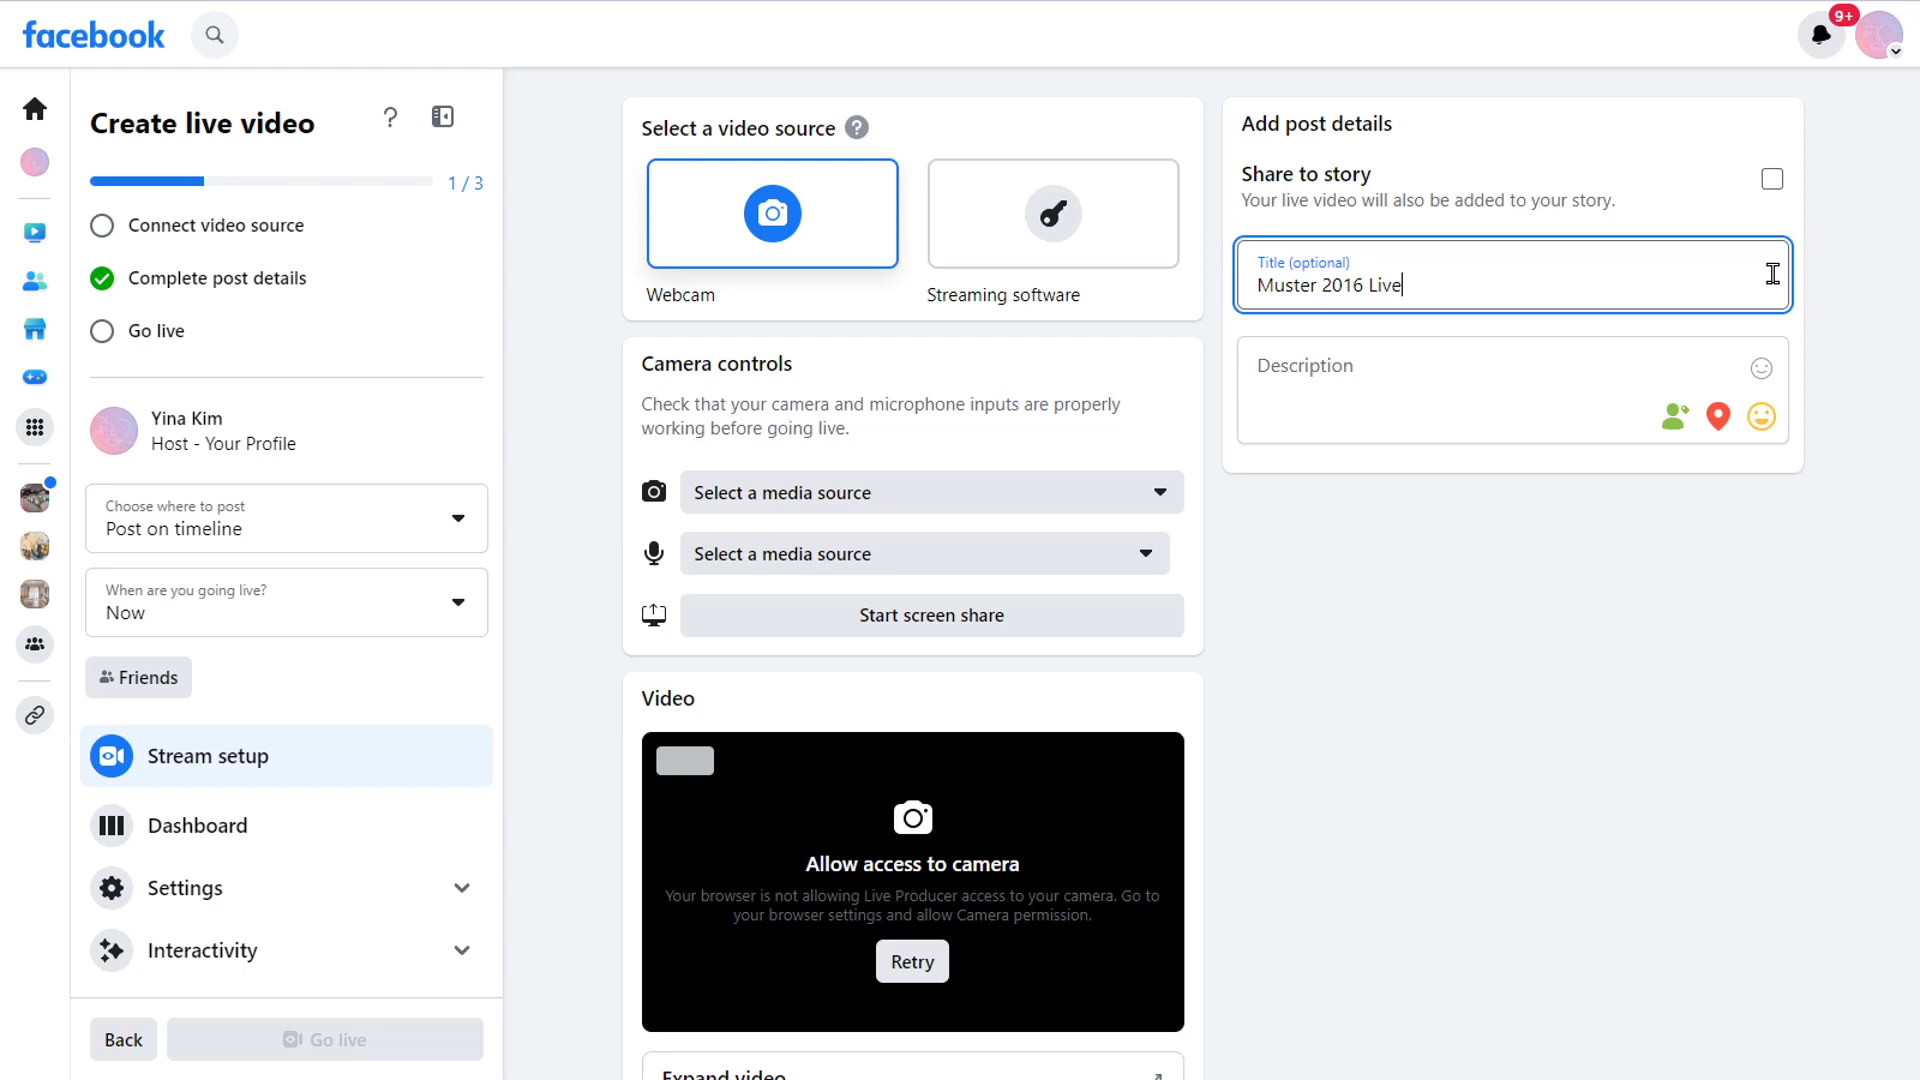 facebook
9+
Create live video
1 / 3
Connect video source
Complete post details
Go live
Yina Kim
Host - Your Profile
Choose where to post
Post on timeline
When are you going live?
Now
Friends
Stream setup
Dashboard
Settings
Interactivity
Back
Go live
Select a video source
Webcam
Streaming software
Camera controls
Check that your camera and microphone inputs are properly
working before going live.
Select a media source
Select a media source
Start screen share
Video
Allow access to camera
Your browser is not allowing Live Producer access to your camera. Go to
your browser settings and allow Camera permission.
Retry
Expand video
Add post details
Share to story
Your live video will also be added to your story.
Title (optional)
Muster 2016 Live
Description